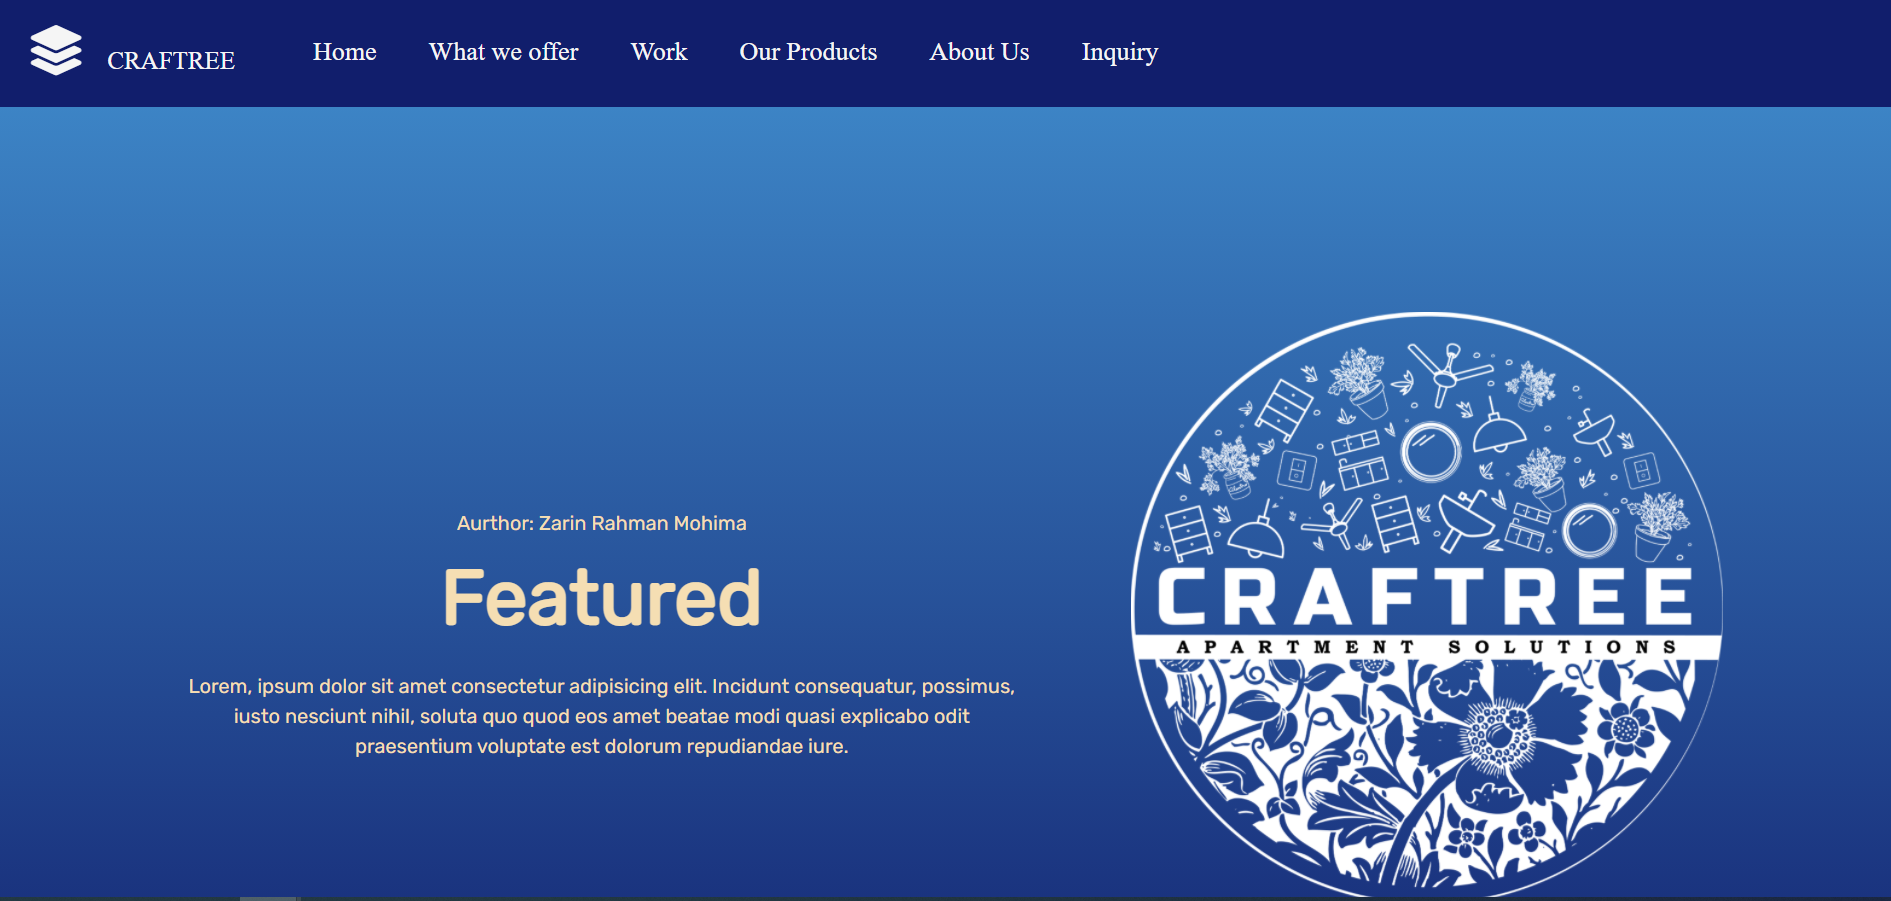 CRAFTREE
Home
What we offer
Work
Our Products
About Us
Inquiry
Aurthor: Zarin Rahman Mohima
Featured
Lorem, ipsum dolor sit amet consectetur adipisicing elit. Incidunt consequatur, possimus,
iusto nesciunt nihil, soluta quo quod eos amet beatae modi quasi explicabo odit
praesentium voluptate est dolorum repudiandae iure.
CRAFTREE
APARTMENT SOLUTIONS